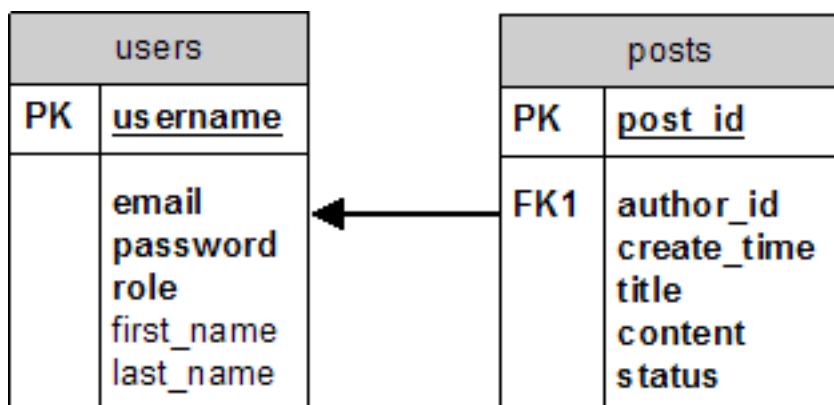 users
PK username
email
password
role
first_name
last_name
posts
PK post_id
FK1 author_id
create_time
title
content
status